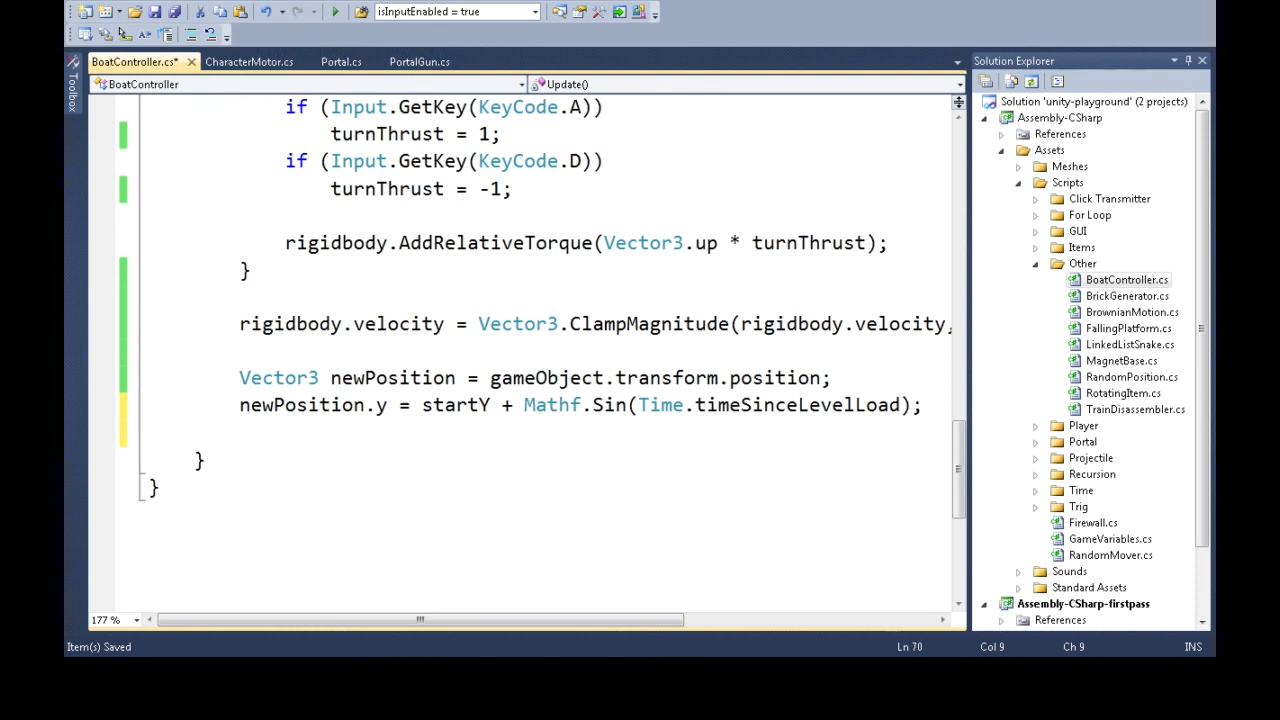 isInputEnabled = true
BoatController.cs*
CharacterMotor.cs
Portal.cs
PortalGun.cs
BoatController
Update()
Toolbox
if (Input.GetKey(KeyCode.A))
turnThrust = 1;
if (Input.GetKey(KeyCode.D))
turnThrust = -1;
rigidbody.AddRelativeTorque(Vector3.up * turnThrust);
}
rigidbody.velocity = Vector3.ClampMagnitude(rigidbody.velocity,
Vector3 newPosition = gameObject.transform.position;
newPosition.y = startY + Mathf.Sin(Time.timeSinceLevelLoad);
}
}
177 %
Solution Explorer
Solution 'unity-playground' (2 projects)
Assembly-CSharp
References
Assets
Meshes
Scripts
Click Transmitter
For Loop
GUI
Items
Other
BoatController.cs
BrickGenerator.cs
BrownianMotion.cs
FallingPlatform.cs
LinkedListSnake.cs
MagnetBase.cs
RandomPosition.cs
RotatingItem.cs
TrainDisassembler.cs
Player
Portal
Projectile
Recursion
Time
Trig
Firewall.cs
GameVariables.cs
RandomMover.cs
Sounds
Standard Assets
Assembly-CSharp-firstpass
References
Item(s) Saved
Ln 70
Col 9
Ch 9
INS